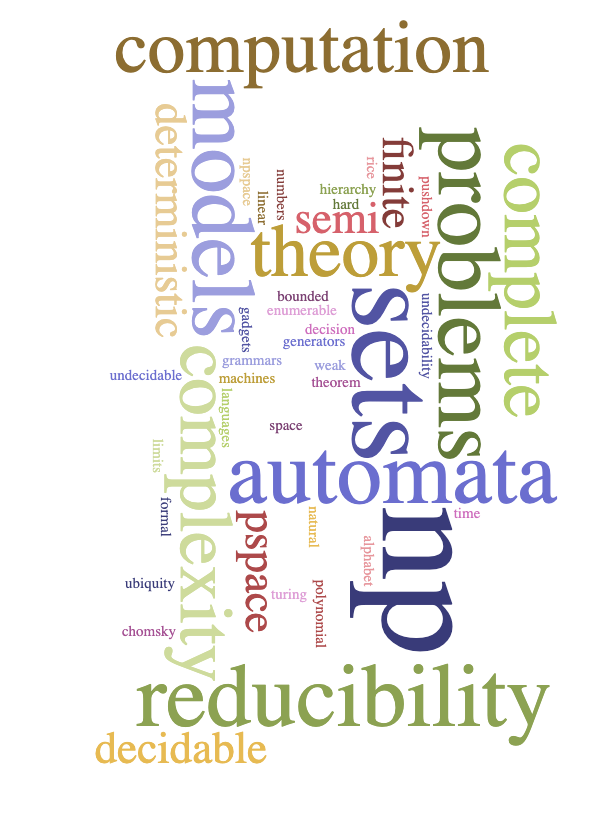 computation
models
deterministic
npspace
linear
numbers
rice
finite
problems
complete
pushdown
hierarchy
hard
semi
theory
sets
bounded
enumerable
decision
generators
undecidability
gadgets
grammars
weak
undecidable
machines
theorem
complexity
languages
space
limits
automata
formal
pspace
natural
np
time
alphabet
ubiquity
turing
polynomial
chomsky
reducibility
decidable